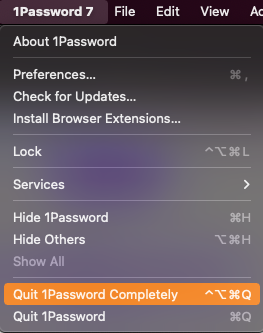 1Password 7 File Edit View
About 1Password
Preferences... ⌘ ,
Check for Updates...
Install Browser Extensions...
Lock ^⌥⌘L
Services >
Hide 1Password ⌘H
Hide Others ⌥⌘H
Show All
Quit 1Password Completely ^⌥⌘Q
Quit 1Password ⌘Q